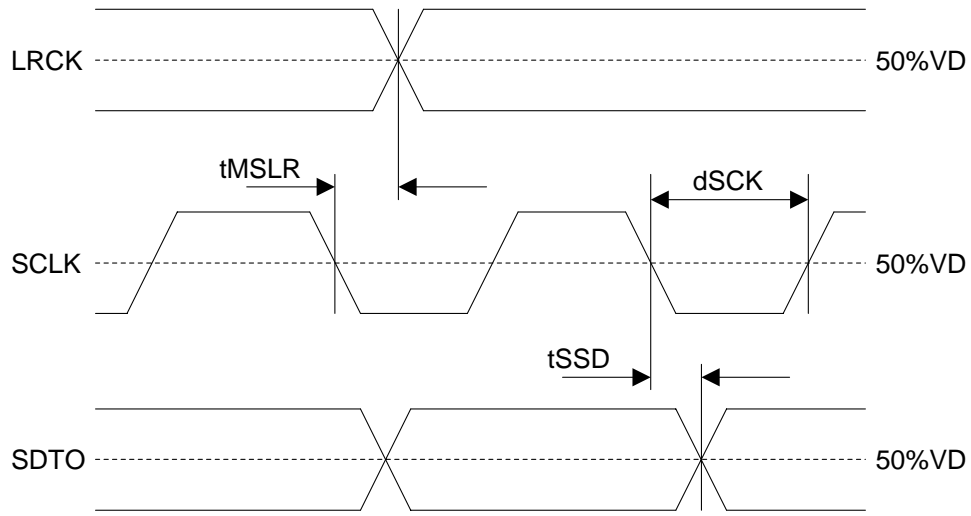 LRCK 50%VD
tMSLR dSCK
SCLK 50%VD
tSSD
SDTO 50%VD